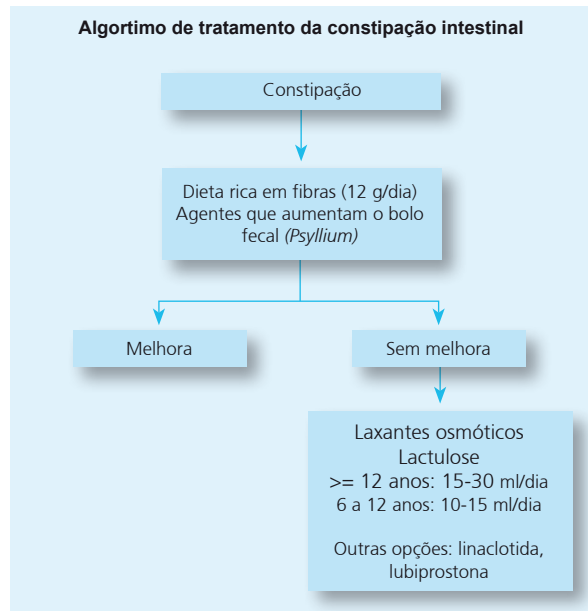 Algortimo de tratamento da constipação intestinal
Constipação
Dieta rica em fibras (12 g/dia)
Agentes que aumentam o bolo
fecal (Psyllium)
Melhora
Sem melhora
Laxantes osmóticos
Lactulose
>= 12 anos: 15-30 ml/dia
6 a 12 anos: 10-15 ml/dia
Outras opções: linaclotida,
lubiprostona